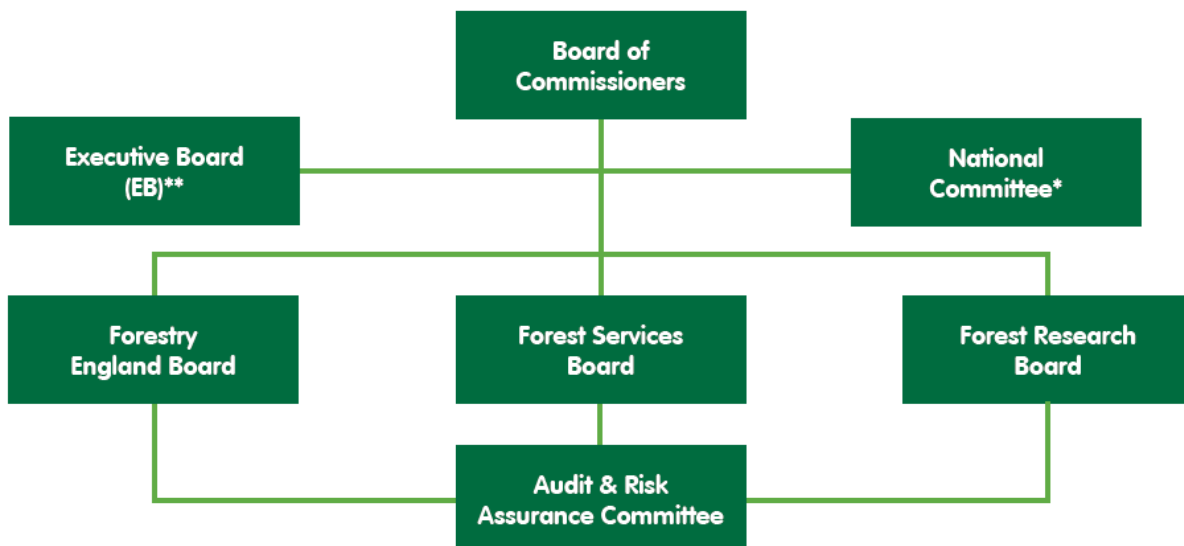 Board of
Commissioners
Executive Board
(EB)**
National
Committee*
Forestry
England Board
Forest Services
Board
Forest Research
Board
Audit & Risk
Assurance Committee